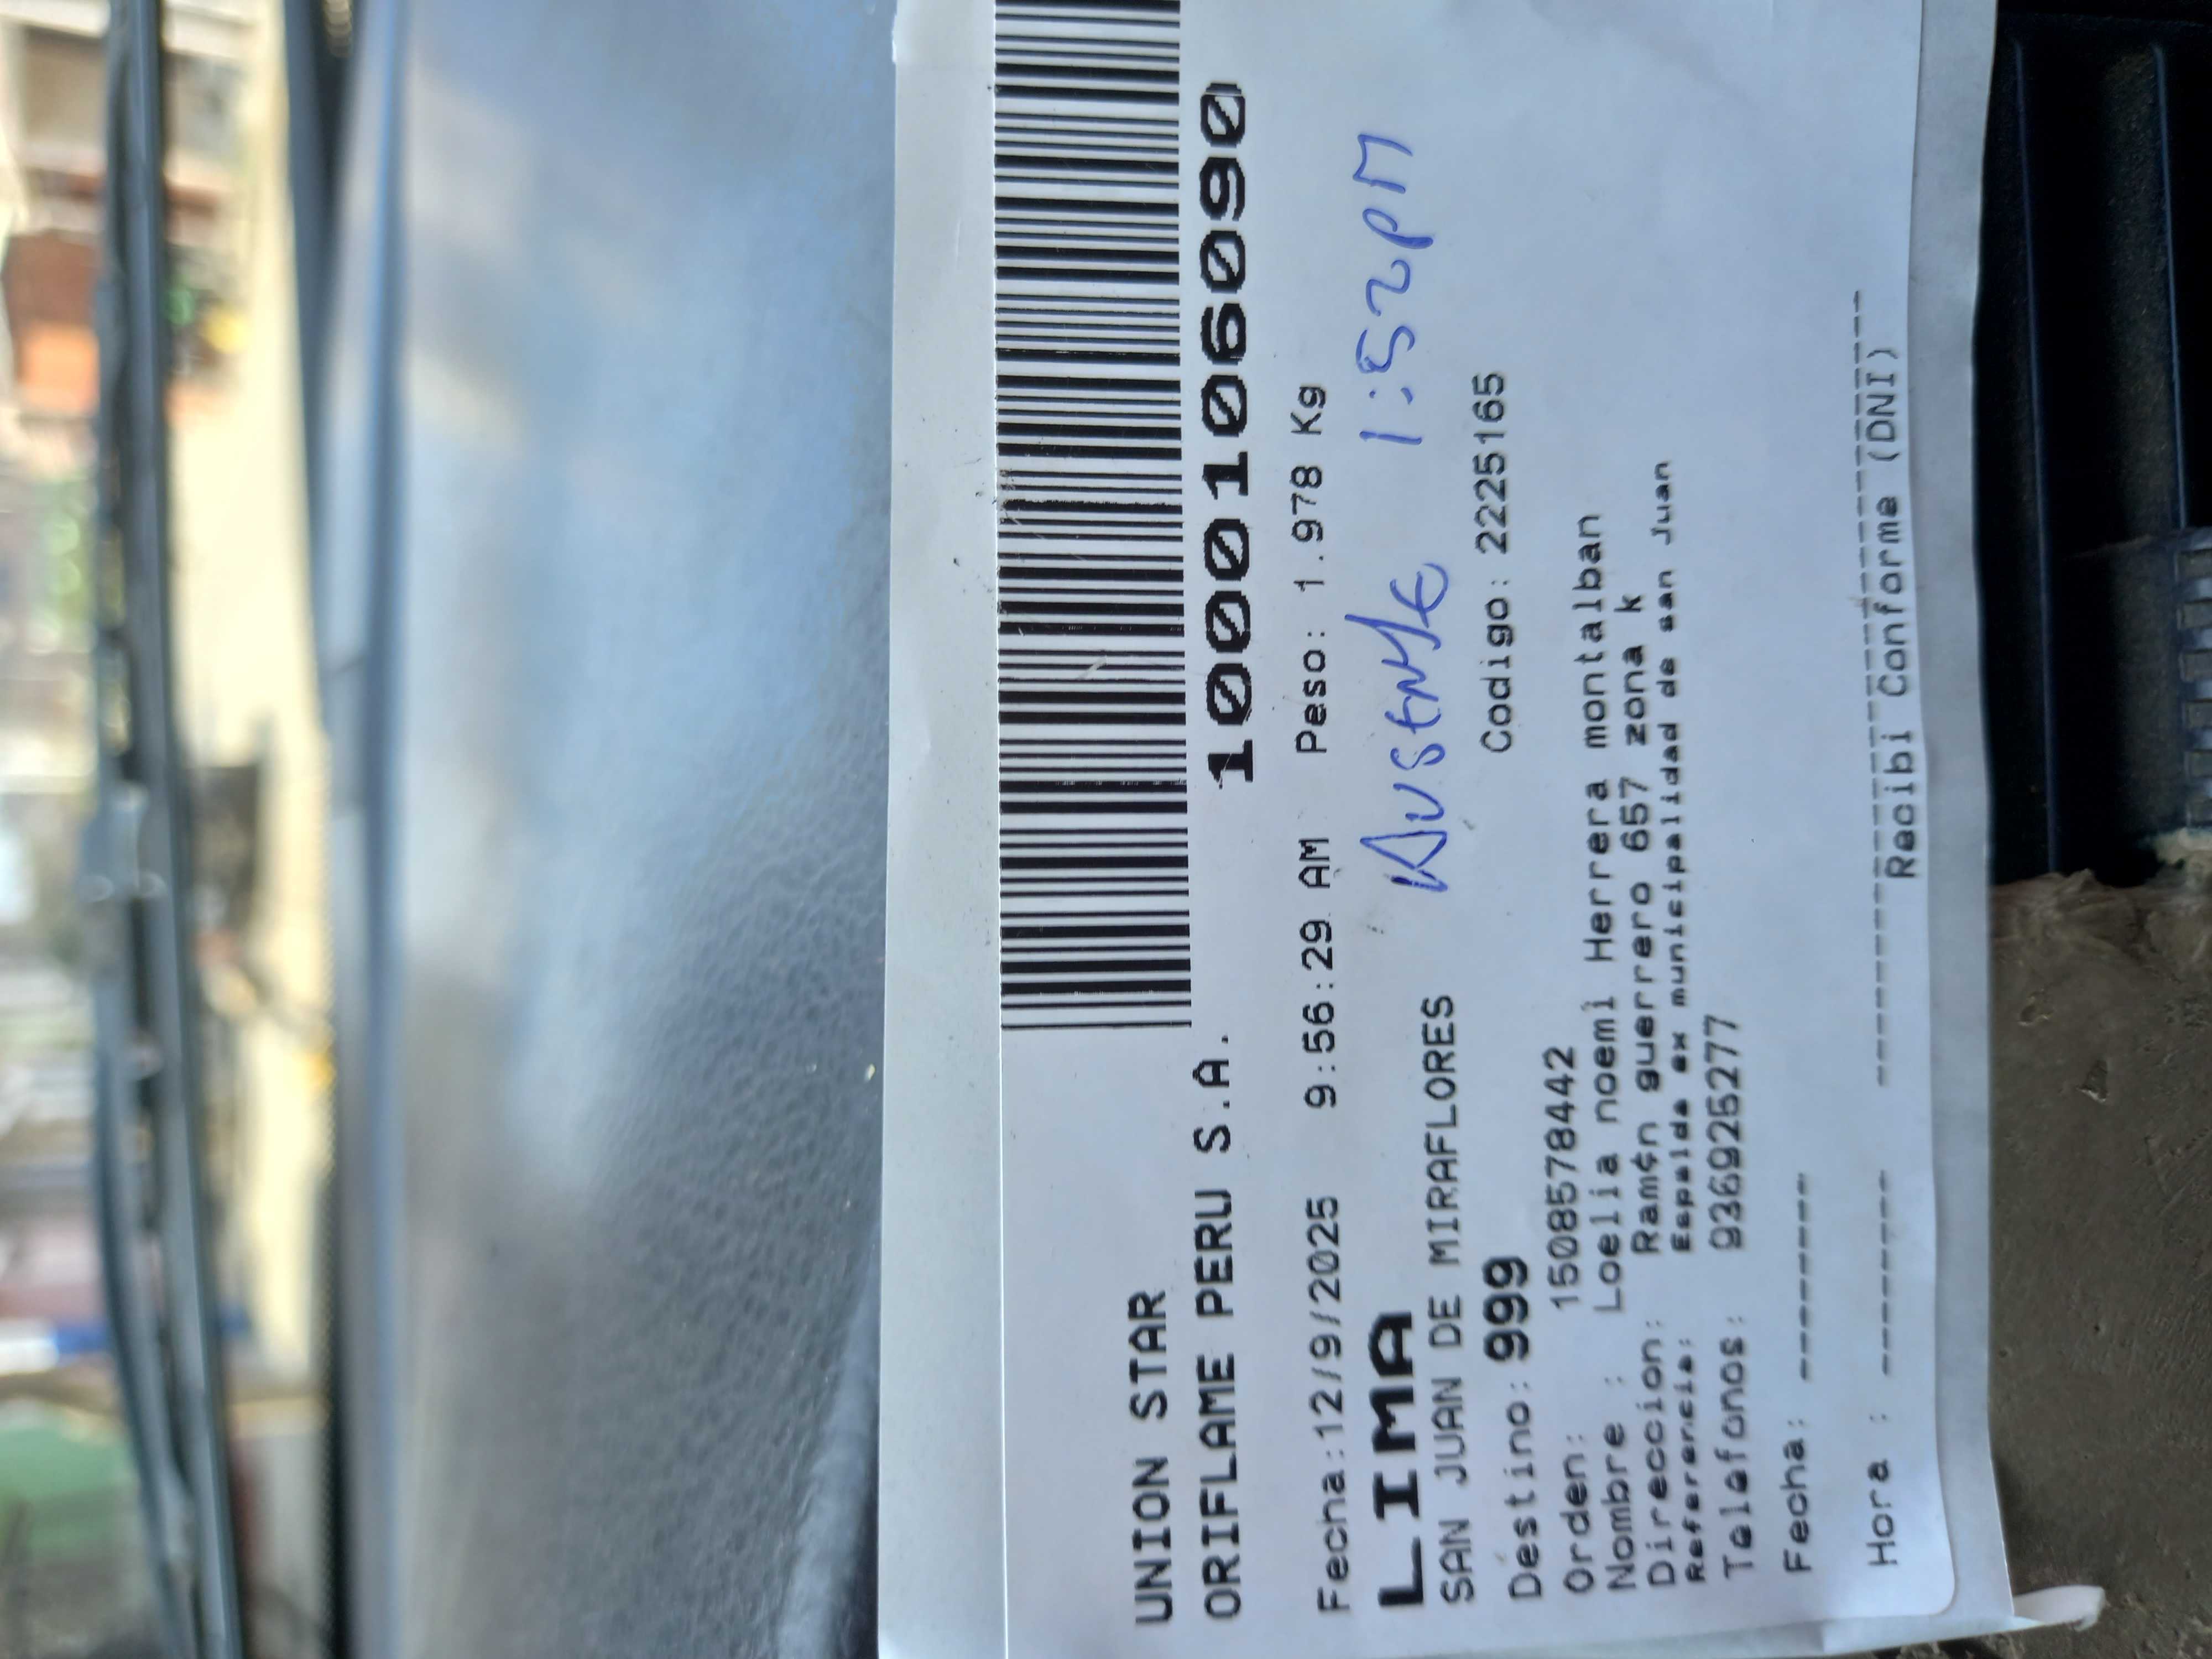 UNION STAR
ORIFLAME PERU S.A. 1000106090
Fecha:12/9/2025 9:56:29 AM Peso: 1.978 Kg
LIMA Ausente 1:52pm
SAN JUAN DE MIRAFLORES
Destino: 999 Codigo: 22225165
Orden: 1508578442
Nombre : Loelia noemi Herrera montalban
Direccion: Ram¢n guerrero 657 zona k
Referencia: Espalda ex municipalidad de san Juan
Telefonos: 936925277
Fecha: -------
Hora : ------- ---------------------------
Recibi Conforme (DNI)